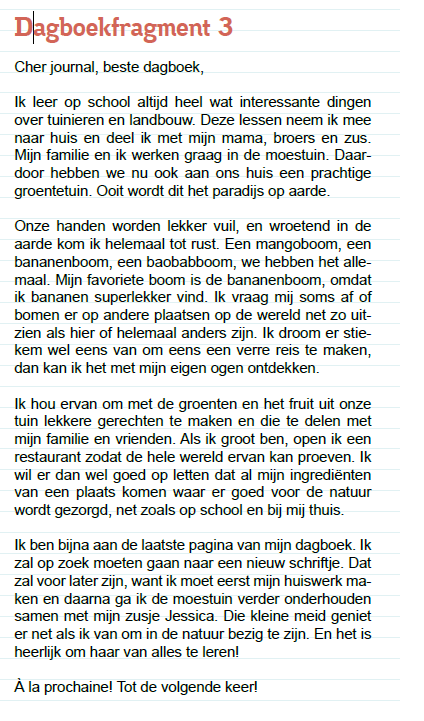 Dagboekfragment 3
Cher journal, beste dagboek,
Ik leer op school altijd heel wat interessante dingen
over tuinieren en landbouw. Deze lessen neem ik mee
naar huis en deel ik met mijn mama, broers en zus.
Mijn familie en ik werken graag in de moestuin. Daar-
door hebben we nu ook aan ons huis een prachtige
groentetuin. Ooit wordt dit het paradijs op aarde.
Onze handen worden lekker vuil, en wroetend in de
aarde kom ik helemaal tot rust. Een mangoboom, een
bananenboom, een baobabboom, we hebben het alle-
maal. Mijn favoriete boom is de bananenboom, omdat
ik bananen superlekker vind. Ik vraag mij soms af of
bomen er op andere plaatsen op de wereld net zo uit-
zien als hier of helemaal anders zijn. Ik droom er stie-
kem wel eens van om eens een verre reis te maken,
dan kan ik het met mijn eigen ogen ontdekken.
Ik hou ervan om met de groenten en het fruit uit onze
tuin lekkere gerechten te maken en die te delen met
mijn familie en vrienden. Als ik groot ben, open ik een
restaurant zodat de hele wereld ervan kan proeven. Ik
wil er dan wel goed op letten dat al mijn ingrediënten
van een plaats komen waar er goed voor de natuur
wordt gezorgd, net zoals op school en bij mij thuis.
Ik ben bijna aan de laatste pagina van mijn dagboek. Ik
zal op zoek moeten gaan naar een nieuw schriftje. Dat
zal voor later zijn, want ik moet eerst mijn huiswerk ma-
ken en daarna ga ik de moestuin verder onderhouden
samen met mijn zusje Jessica. Die kleine meid geniet
er net als ik van om in de natuur bezig te zijn. En het is
heerlijk om haar van alles te leren!
À la prochaine! Tot de volgende keer!